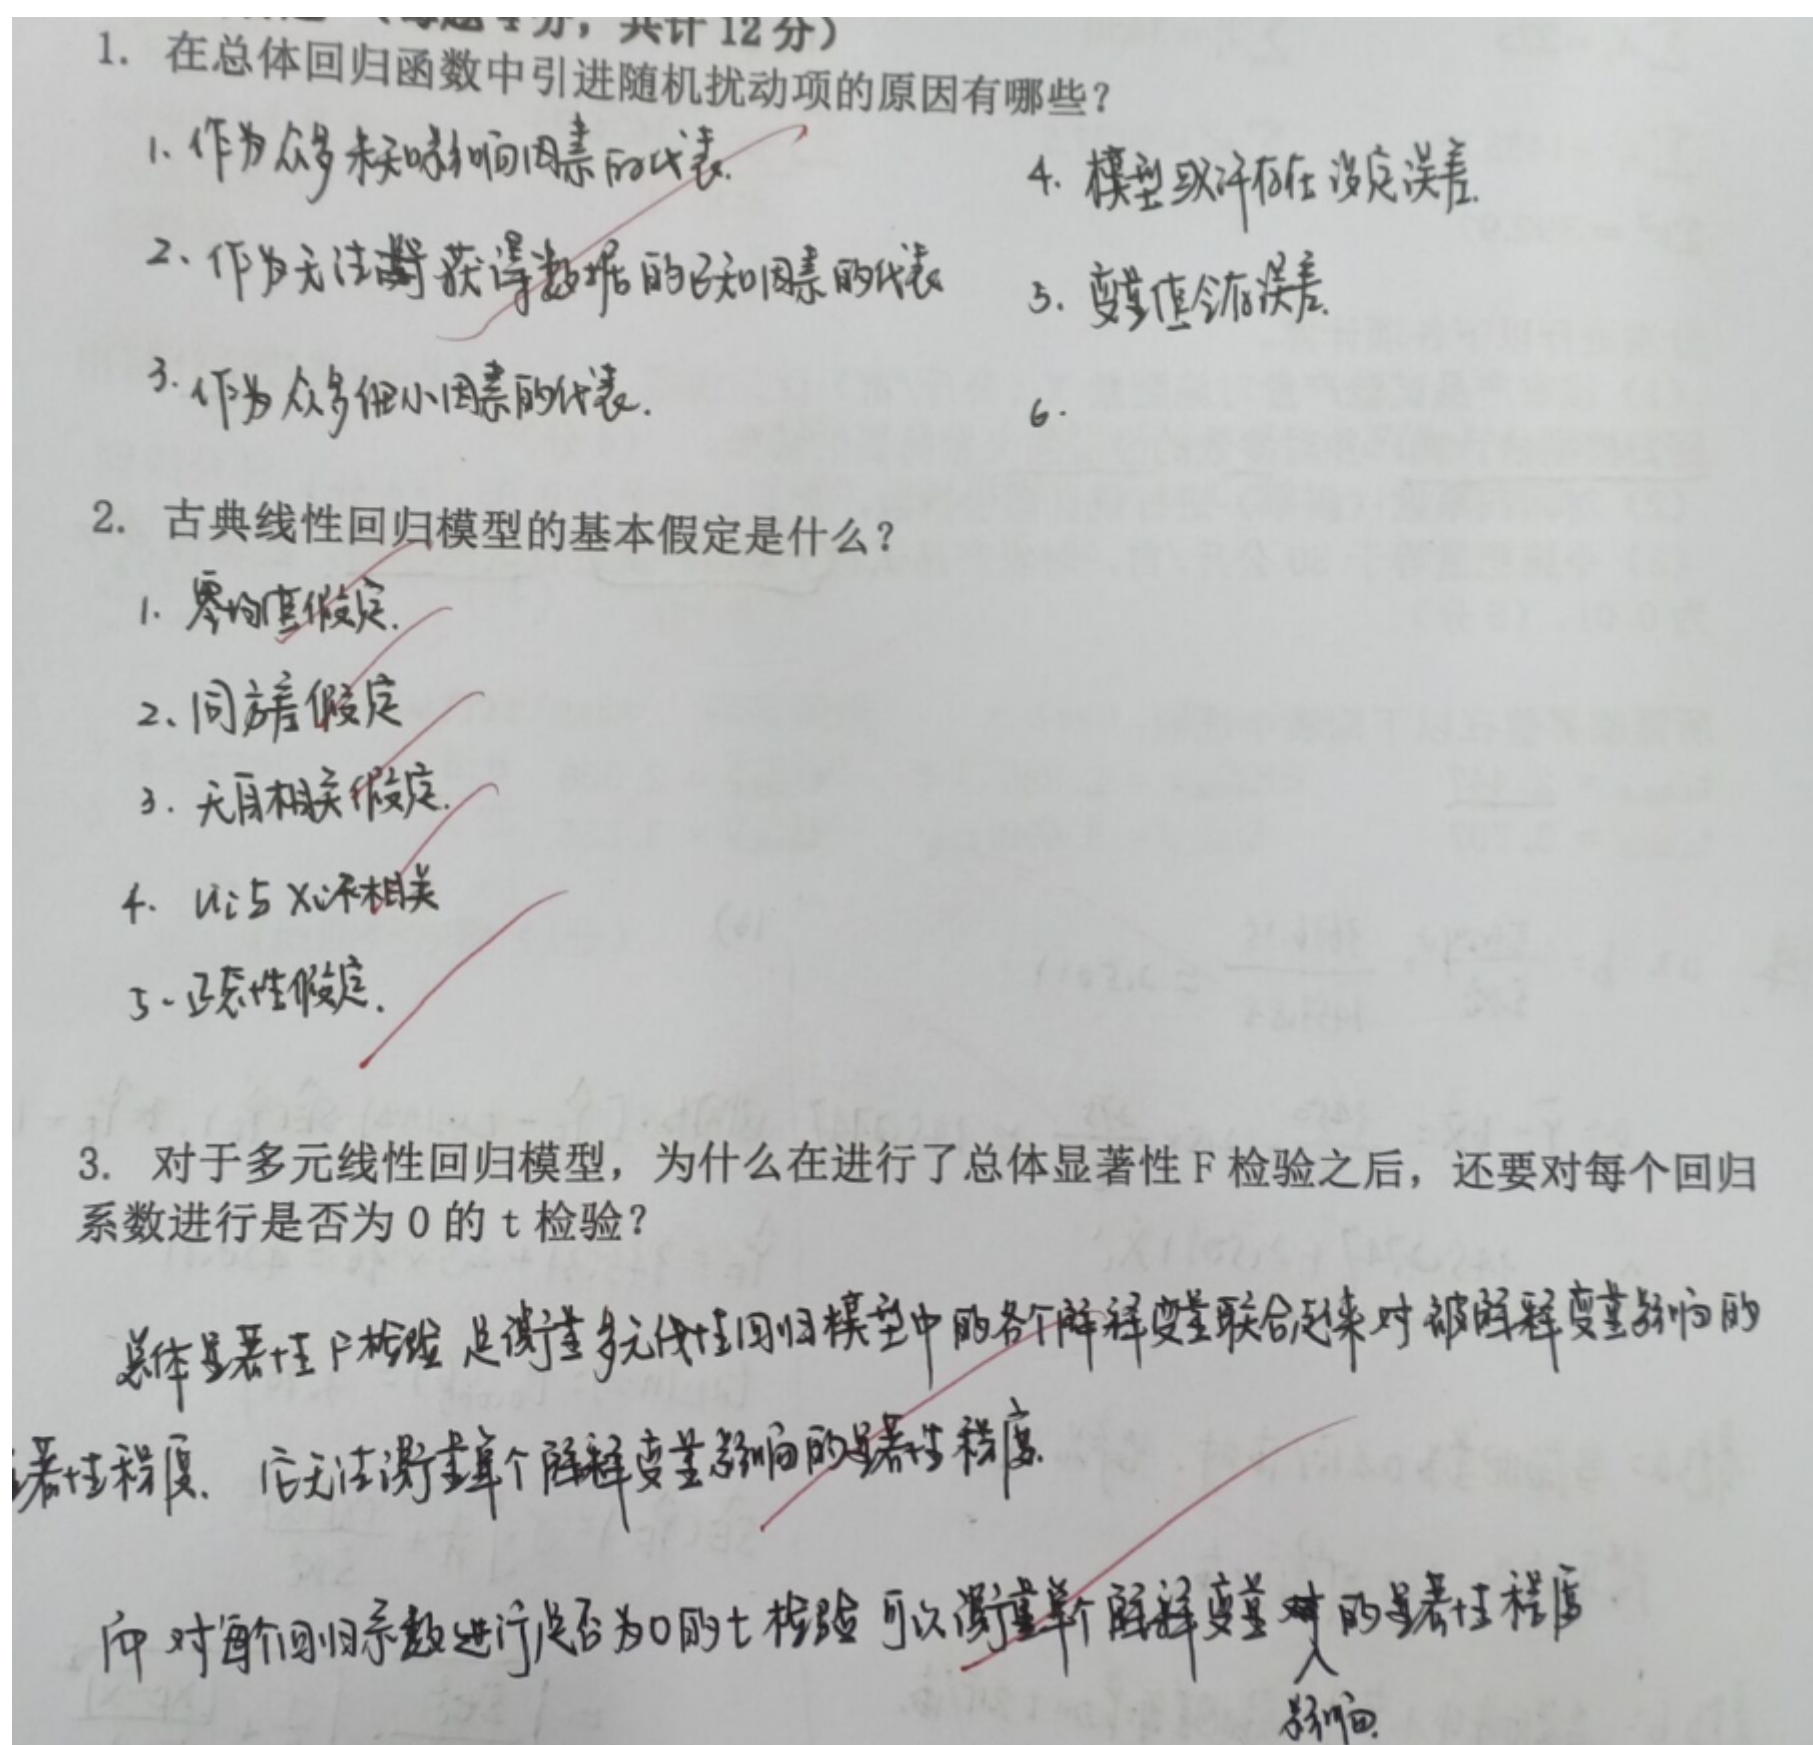 （每题4分，共计12分）
1. 在总体回归函数中引进随机扰动项的原因有哪些？
1、作为众多未知影响因素的代表.
2、作为无法获得数据的已知因素的代表
3. 作为众多细小因素的代表.
4. 模型或许存在设定误差.
5. 变量值会有误差.
6.
2. 古典线性回归模型的基本假定是什么？
1. 零均值假定.
2、同方差假定
3. 无自相关假定.
4. ui与Xi不相关
5. 正态性假定.
3. 对于多元线性回归模型，为什么在进行了总体显著性F检验之后，还要对每个回归
系数进行是否为0的t检验？
总体显著性F检验是衡量多元线性回归模型中的各个解释变量联合起来对被解释变量影响的
显著性程度. 它无法衡量单个解释变量影响的显著性程度.
而对每个回归系数进行是否为0的t检验可以衡量单个解释变量影响的显著性程度